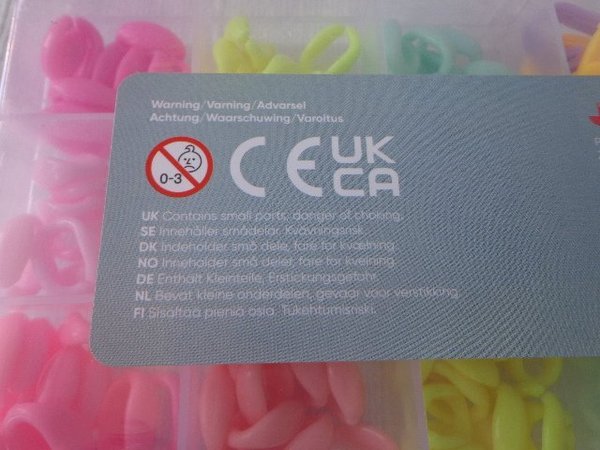 Warning/Varning/Advarsel
Achtung/Waarschuwing/Varoitus
0-3
CE UK
CA
UK Contains small parts, danger of choking.
SE Innehåller smådelar. Kvävningsrisk.
DK Indeholder små dele, fare for kvælning.
NO Inneholder små deler, fare for kvelning.
DE Enthält Kleinteile, Erstickungsgefahr.
NL Bevat kleine onderdelen, gevaar voor verstikking.
FI Sisältää pieniä osia. Tukehtumisriski.